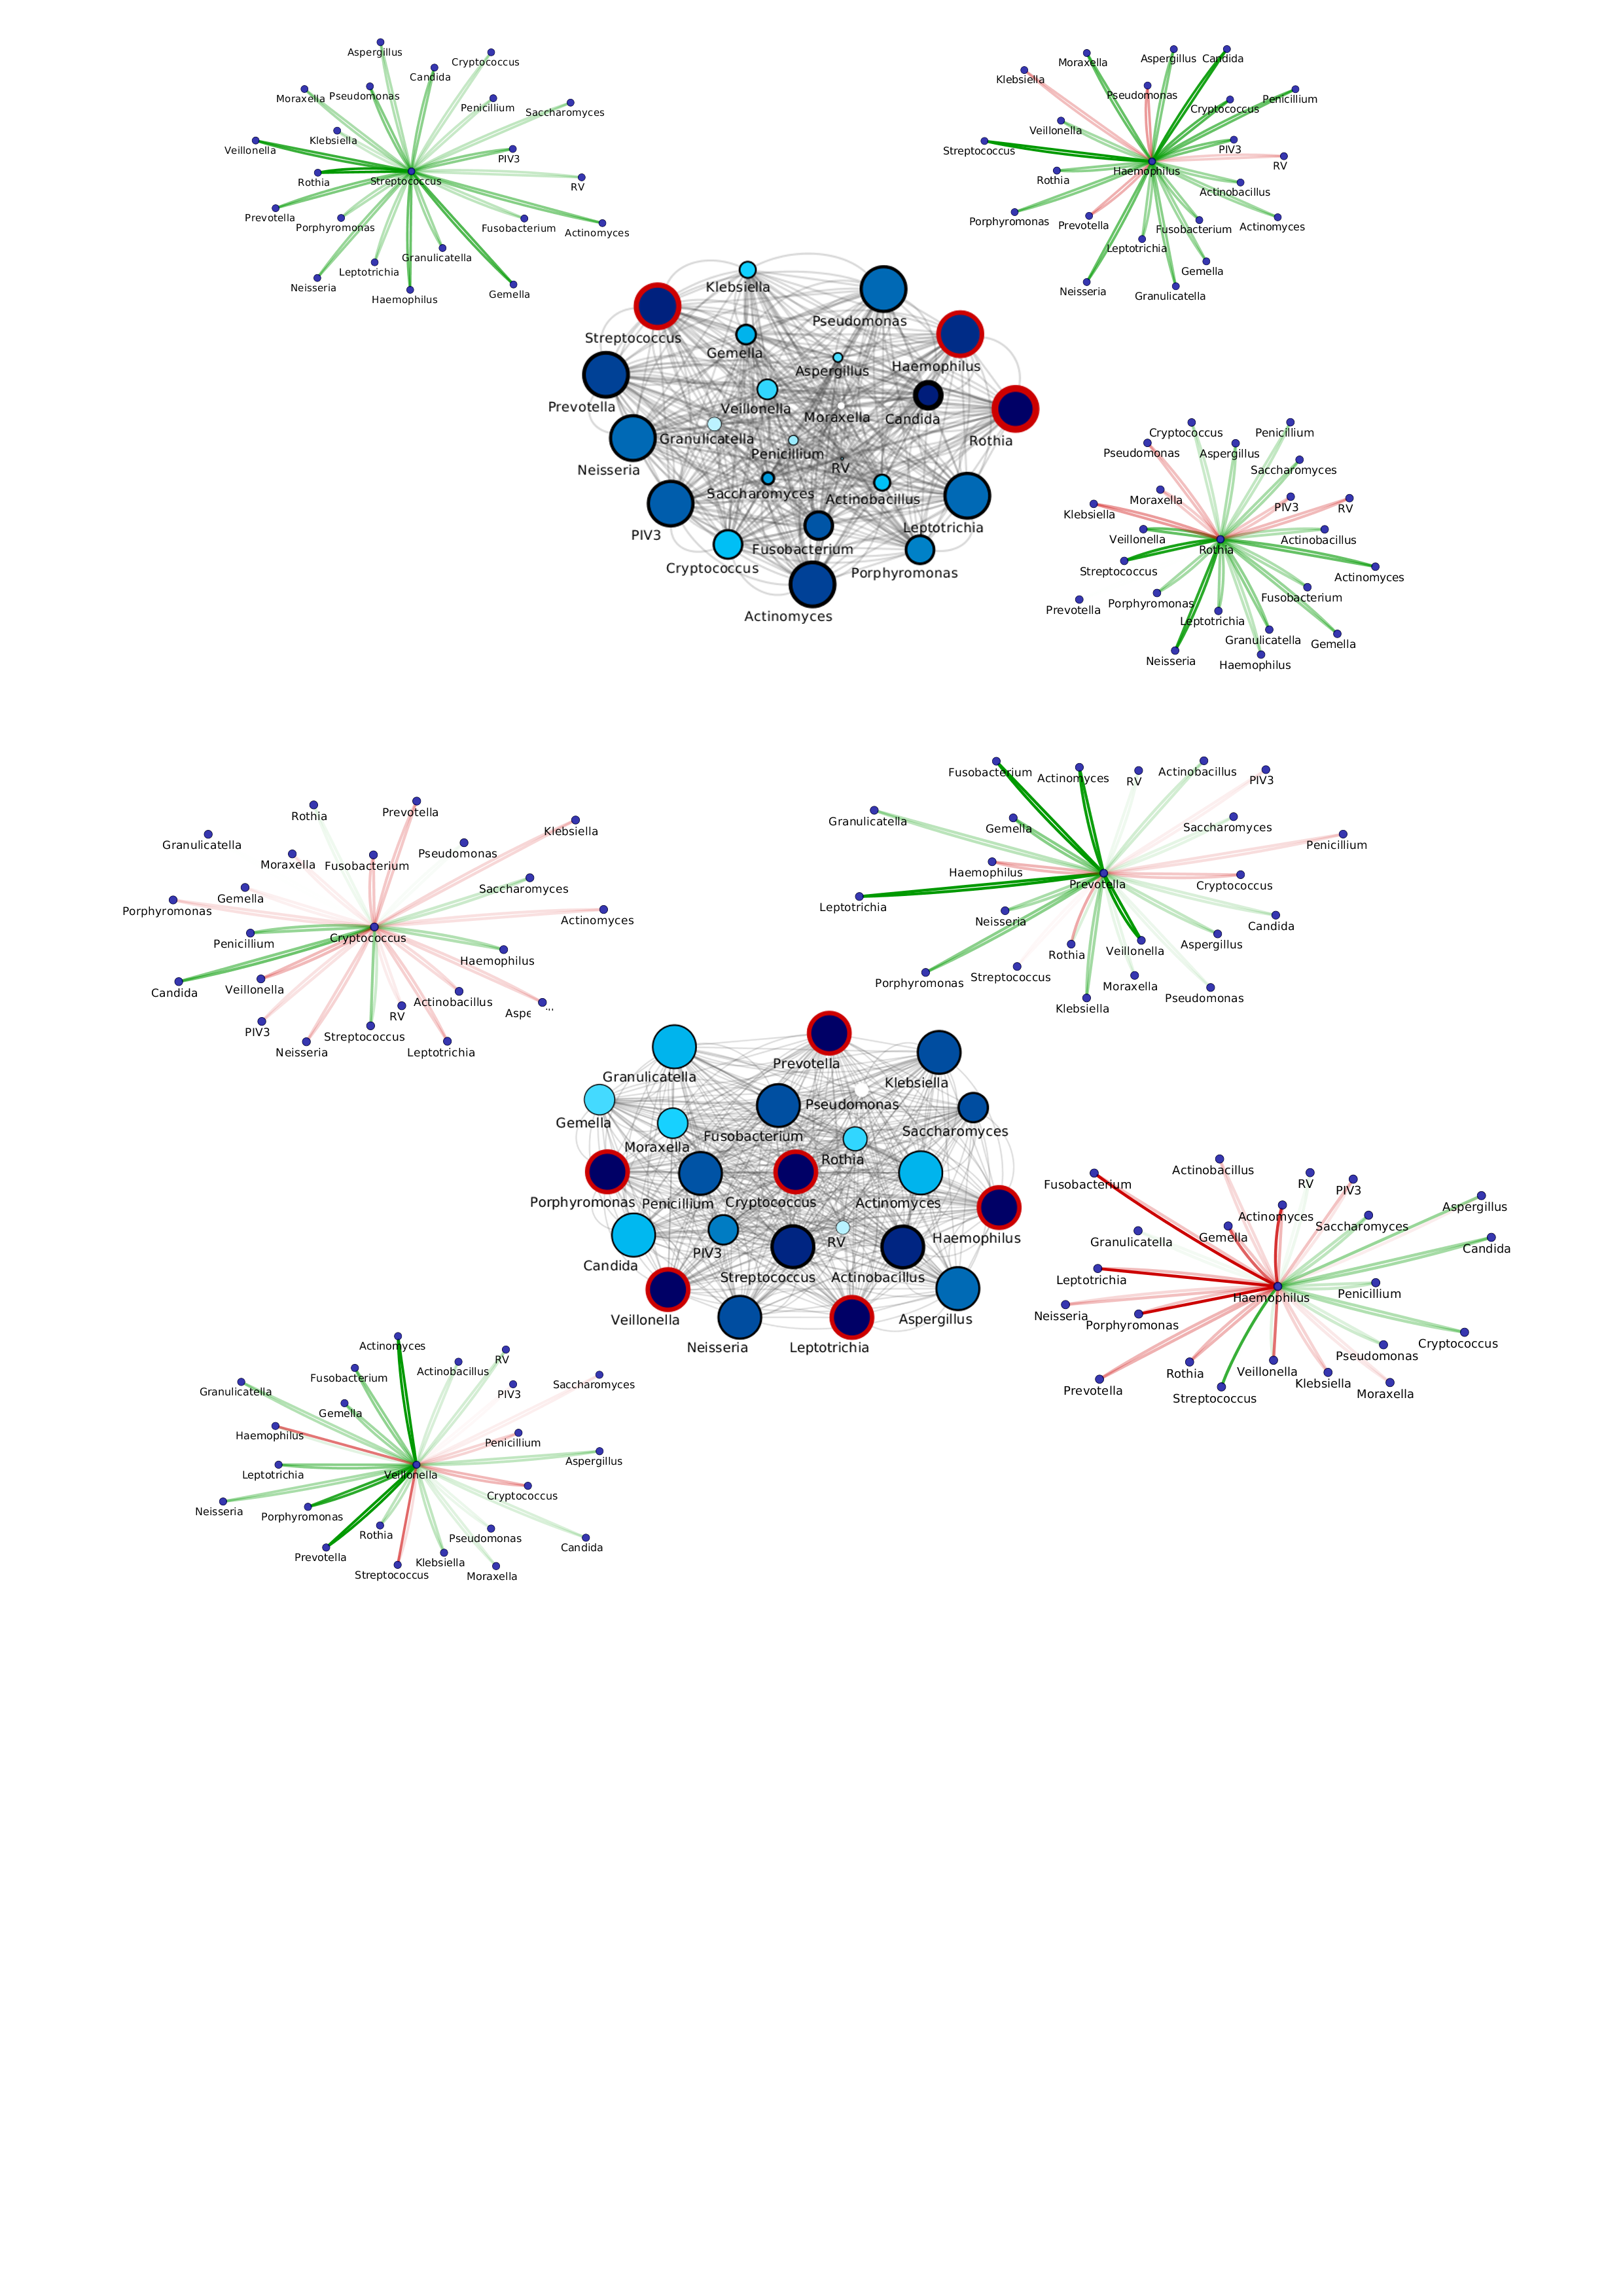 Aspergillus
Cryptococcus
Candida
Moraxella
Pseudomonas
Penicillium
Saccharomyces
Klebsiella
Veillonella
PIV3
Rothia
Streptococcus
RV
Prevotella
Porphyromonas
Fusobacterium
Actinomyces
Granulicatella
Leptotrichia
Neisseria
Haemophilus
Gemella
Moraxella
Aspergillus
Candida
Klebsiella
Pseudomonas
Cryptococcus
Penicillium
Veillonella
Streptococcus
PIV3
RV
Haemophilus
Rothia
Actinobacillus
Porphyromonas
Prevotella
Fusobacterium
Actinomyces
Leptotrichia
Gemella
Neisseria
Granulicatella
Klebsiella
Streptococcus
Pseudomonas
Gemella
Aspergillus
Haemophilus
Prevotella
Veillonella
Moraxella
Candida
Granulicatella
Rothia
Neisseria
Penicillium
RV
Saccharomyces
Actinobacillus
PIV3
Leptotrichia
Fusobacterium
Cryptococcus
Porphyromonas
Actinomyces
Cryptococcus
Penicillium
Pseudomonas
Aspergillus
Saccharomyces
Moraxella
Klebsiella
PIV3
RV
Veillonella
Rothia
Actinobacillus
Streptococcus
Actinomyces
Prevotella
Porphyromonas
Fusobacterium
Leptotrichia
Granulicatella
Gemella
Neisseria
Haemophilus
Rothia
Prevotella
Klebsiella
Granulicatella
Moraxella
Fusobacterium
Pseudomonas
Gemella
Saccharomyces
Porphyromonas
Actinomyces
Penicillium
Cryptococcus
Haemophilus
Candida
Veillonella
Actinobacillus
RV
Aspe ...
PIV3
Streptococcus
Neisseria
Leptotrichia
Fusobacterium
Actinomyces
RV
Actinobacillus
PIV3
Granulicatella
Gemella
Saccharomyces
Penicillium
Haemophilus
Prevotella
Cryptococcus
Leptotrichia
Neisseria
Candida
Rothia
Veillonella
Aspergillus
Porphyromonas
Streptococcus
Moraxella
Pseudomonas
Klebsiella
Prevotella
Granulicatella
Klebsiella
Gemella
Pseudomonas
Fusobacterium
Saccharomyces
Moraxella
Rothia
Porphyromonas
Penicillium
Cryptococcus
Actinomyces
Haemophilus
Candida
PIV3
RV
Streptococcus
Actinobacillus
Veillonella
Neisseria
Leptotrichia
Aspergillus
Actinobacillus
Fusobacterium
RV
PIV3
Aspergillus
Actinomyces
Saccharomyces
Granulicatella
Gemella
Candida
Leptotrichia
Haemophilus
Penicillium
Neisseria
Porphyromonas
Cryptococcus
Pseudomonas
Prevotella
Rothia
Veillonella
Klebsiella
Streptococcus
Moraxella
Actinomyces
RV
Fusobacterium
Actinobacillus
Granulicatella
PIV3
Saccharomyces
Gemella
Haemophilus
Penicillium
Leptotrichia
Veillonella
Aspergillus
Neisseria
Porphyromonas
Cryptococcus
Rothia
Pseudomonas
Prevotella
Klebsiella
Candida
Streptococcus
Moraxella